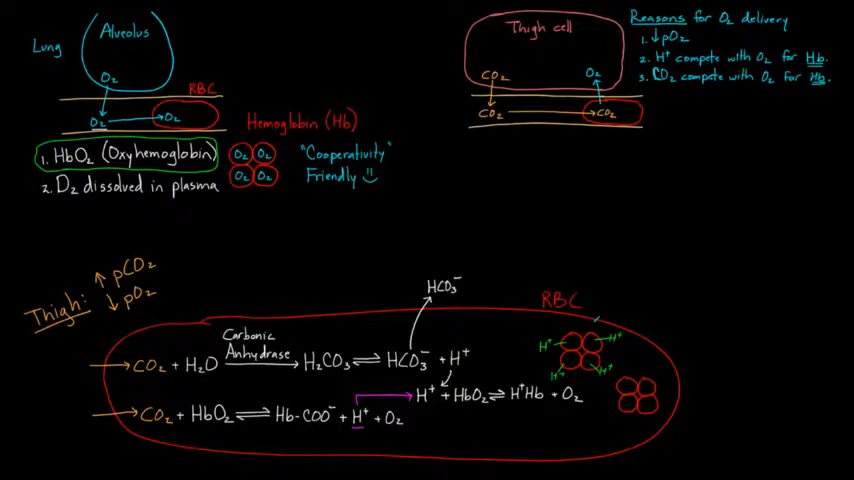 Lung
Alveolus
O₂
RBC
O₂ → O₂
Hemoglobin (Hb)
1. HbO₂ (Oxyhemoglobin)
2. O₂ dissolved in plasma
O₂ O₂
O₂ O₂
"Cooperativity"
Friendly
Thigh cell
CO₂ O₂
CO₂ → CO₂
Reasons for O₂ delivery
1. ↓pO₂
2. H⁺ compete with O₂ for Hb.
3. CO₂ compete with O₂ for Hb.
Thigh: ↑ pCO₂
↓ pO₂
HCO₃⁻
RBC
Carbonic
Anhydrase
→ CO₂ + H₂O → H₂CO₃ ⇌ HCO₃⁻ + H⁺
H⁺ + HbO₂ ⇌ H⁺Hb + O₂
→ CO₂ + HbO₂ ⇌ Hb-COO⁻ + H⁺ + O₂
H⁺ H⁺
H⁺ H⁺